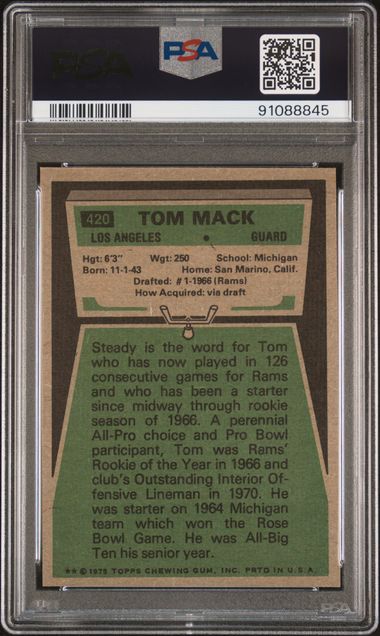 PSA
PSA
91088845
420 TOM MACK
LOS ANGELES • GUARD
Hgt: 6'3" Wgt: 250 School: Michigan
Born: 11-1-43 Home: San Marino, Calif.
Drafted: #1-1966 (Rams)
How Acquired: via draft
Steady is the word for Tom
who has now played in 126
consecutive games for Rams
and who has been a starter
since midway through rookie
season of 1966. A perennial
All-Pro choice and Pro Bowl
participant, Tom was Rams'
Rookie of the Year in 1966 and
club's Outstanding Interior Of-
fensive Lineman in 1970. He
was starter on 1964 Michigan
team which won the Rose
Bowl Game. He was All-Big
Ten his senior year.
** © 1975 TOPPS CHEWING GUM, INC. PRTD IN U.S.A.